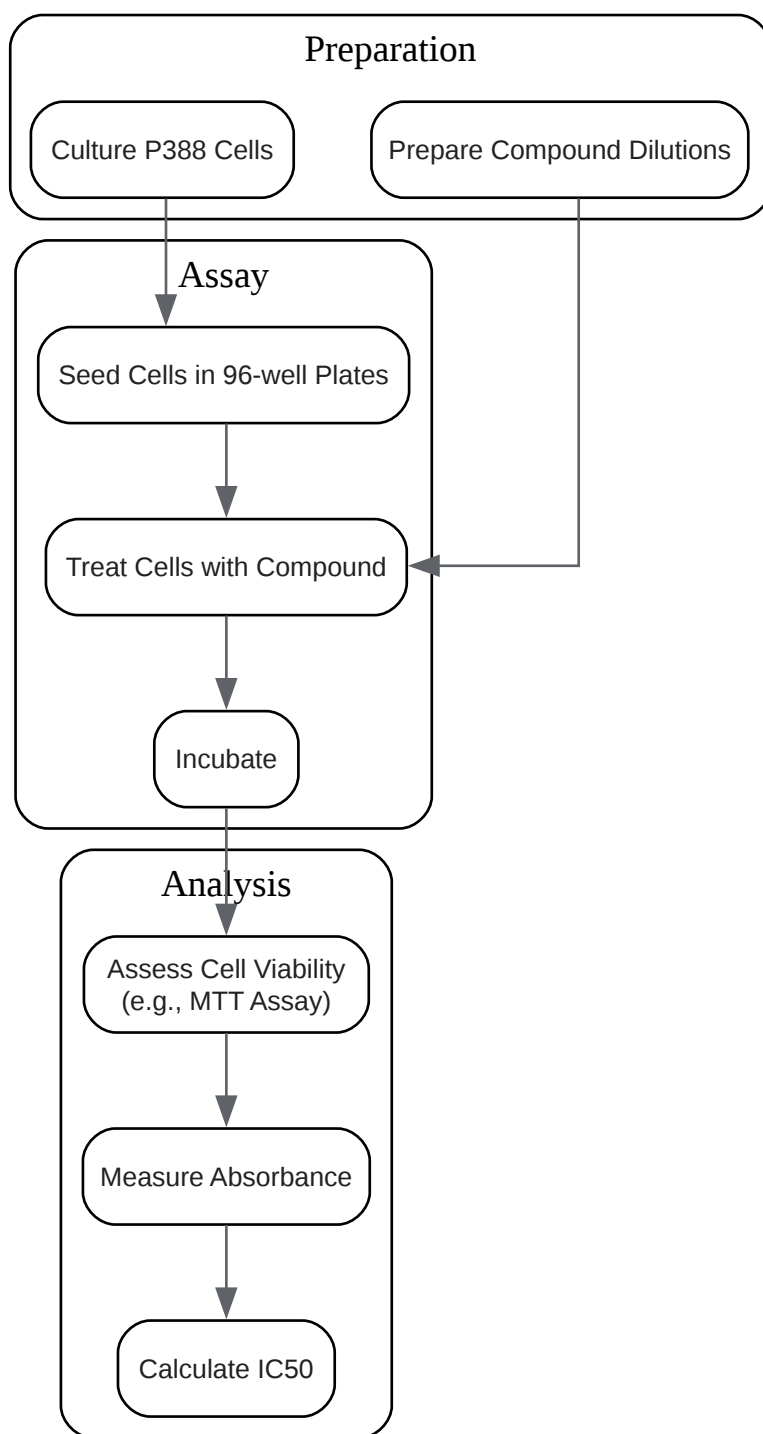 Preparation
Culture P388 Cells
Prepare Compound Dilutions
Assay
Seed Cells in 96-well Plates
Treat Cells with Compound
Incubate
Analysis
Assess Cell Viability
(e.g., MTT Assay)
Measure Absorbance
Calculate IC50